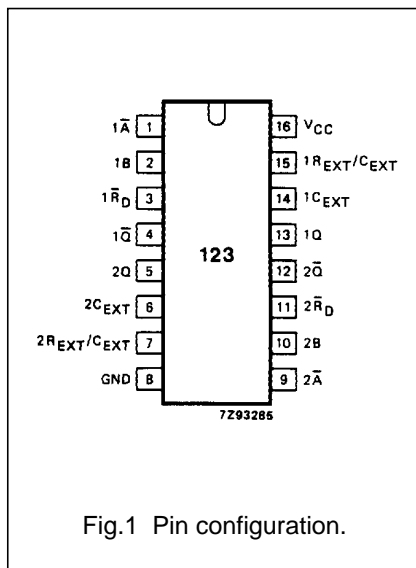 1A̅ 1 16 VCC
1B 2 15 1REXT/CEXT
1R̅D 3 14 1CEXT
1Q̅ 4 13 1Q
123
2Q 5 12 2Q̅
2CEXT 6 11 2R̅D
2REXT/CEXT 7 10 2B
GND 8 9 2A̅
7Z93285
Fig.1 Pin configuration.